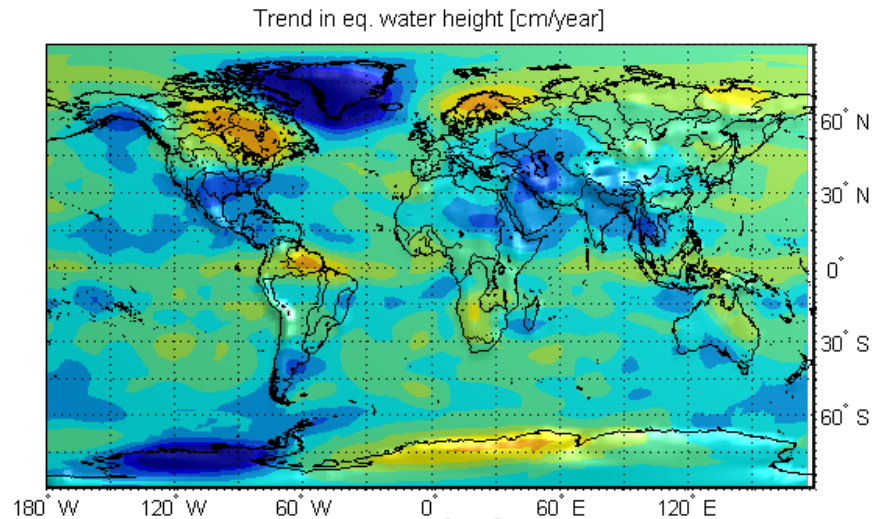 Trend in eq. water height [cm/year]
60° N
30° N
0°
30° S
60° S
180° W 120° W 60° W 0° 60° E 120° E